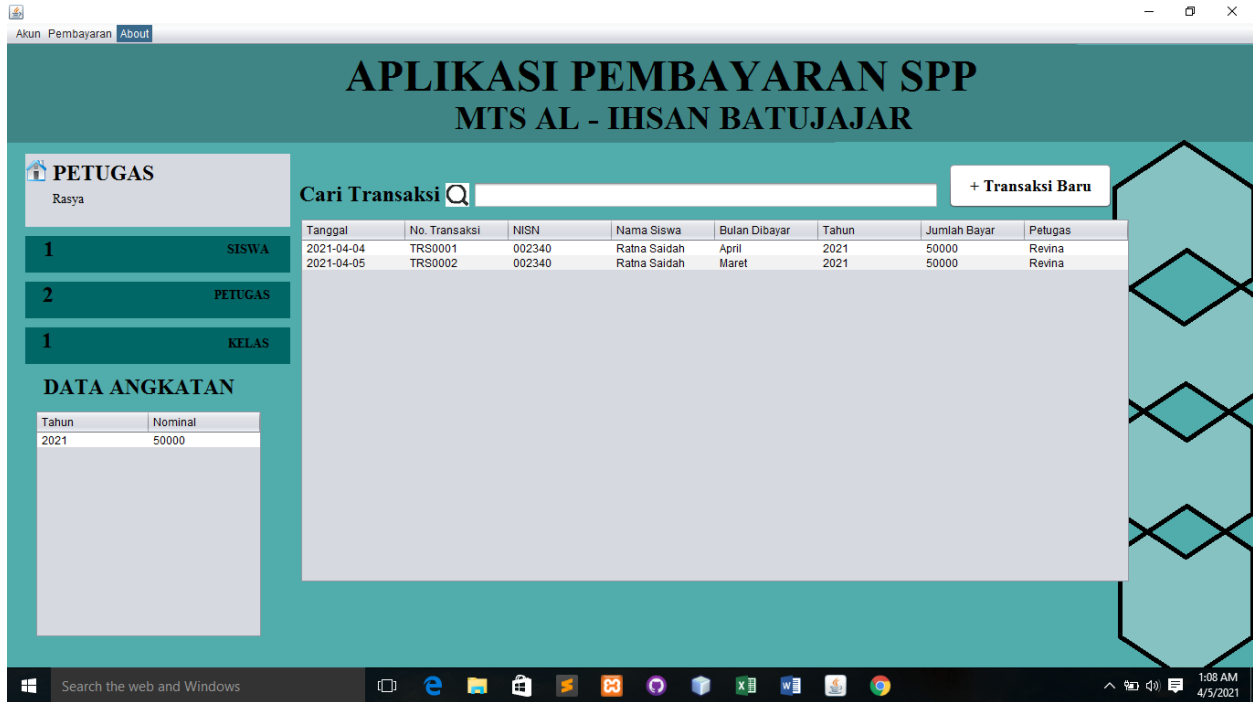 Akun Pembayaran About
APLIKASI PEMBAYARAN SPP
MTS AL - IHSAN BATUJAJAR
PETUGAS
Rasya
1 SISWA
2 PETUGAS
1 KELAS
DATA ANGKATAN
Tahun Nominal
2021 50000
Cari Transaksi
+ Transaksi Baru
Tanggal No. Transaksi NISN Nama Siswa Bulan Dibayar Tahun Jumlah Bayar Petugas
2021-04-04 TRS0001 002340 Ratna Saidah April 2021 50000 Revina
2021-04-05 TRS0002 002340 Ratna Saidah Maret 2021 50000 Revina
Search the web and Windows
1:08 AM
4/5/2021